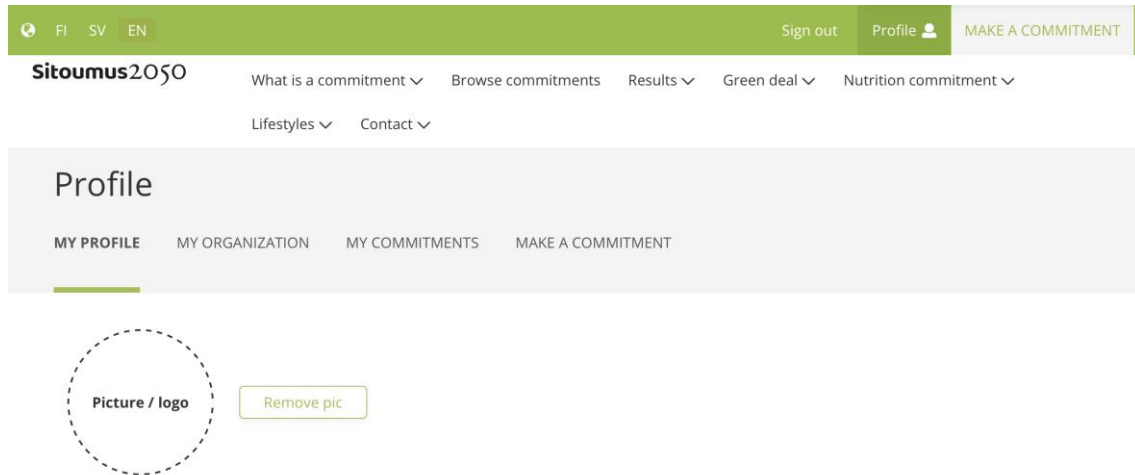 FI SV EN Sign out Profile MAKE A COMMITMENT
Sitoumus2050
What is a commitment Browse commitments Results Green deal Nutrition commitment
Lifestyles Contact
Profile
MY PROFILE MY ORGANIZATION MY COMMITMENTS MAKE A COMMITMENT
Picture / logo Remove pic